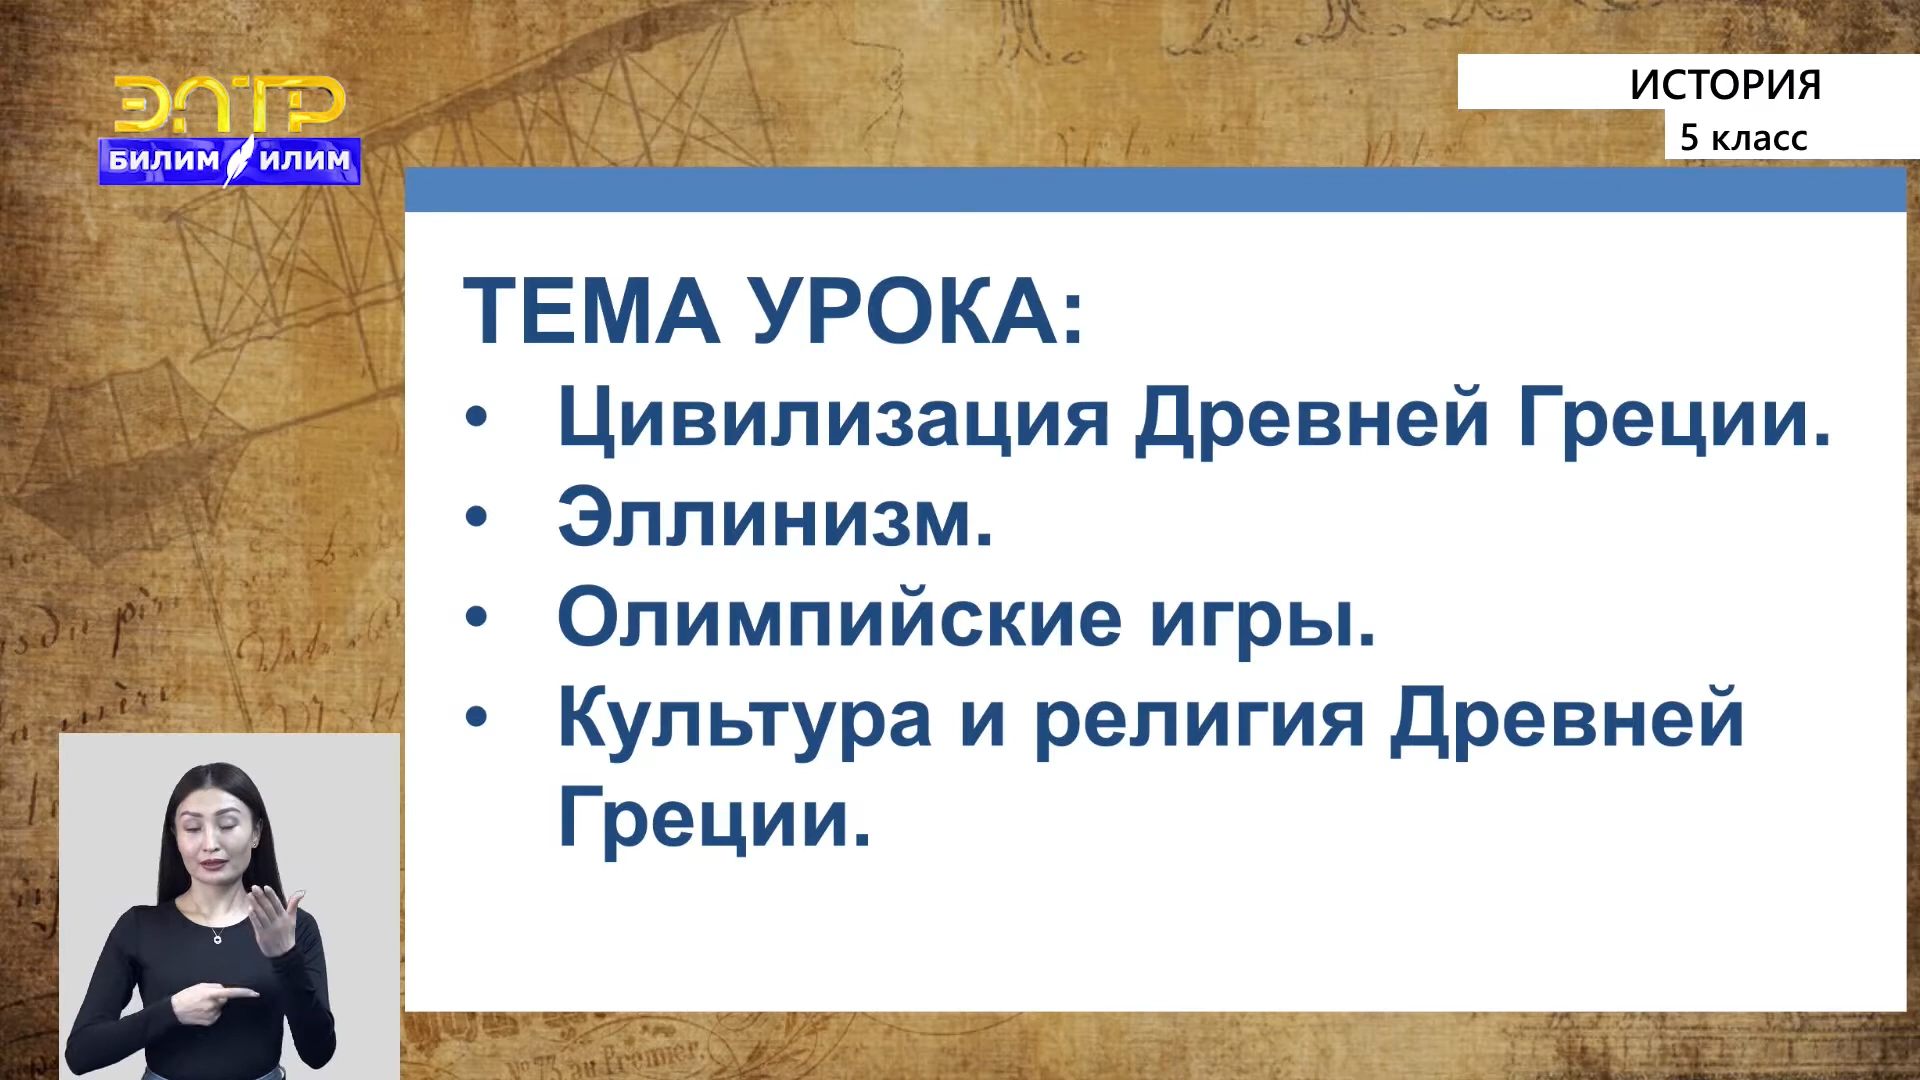 ЭЛТР
БИЛИМ ИЛИМ
ИСТОРИЯ
5 класс
ТЕМА УРОКА:
• Цивилизация Древней Греции.
• Эллинизм.
• Олимпийские игры.
• Культура и религия Древней
Греции.